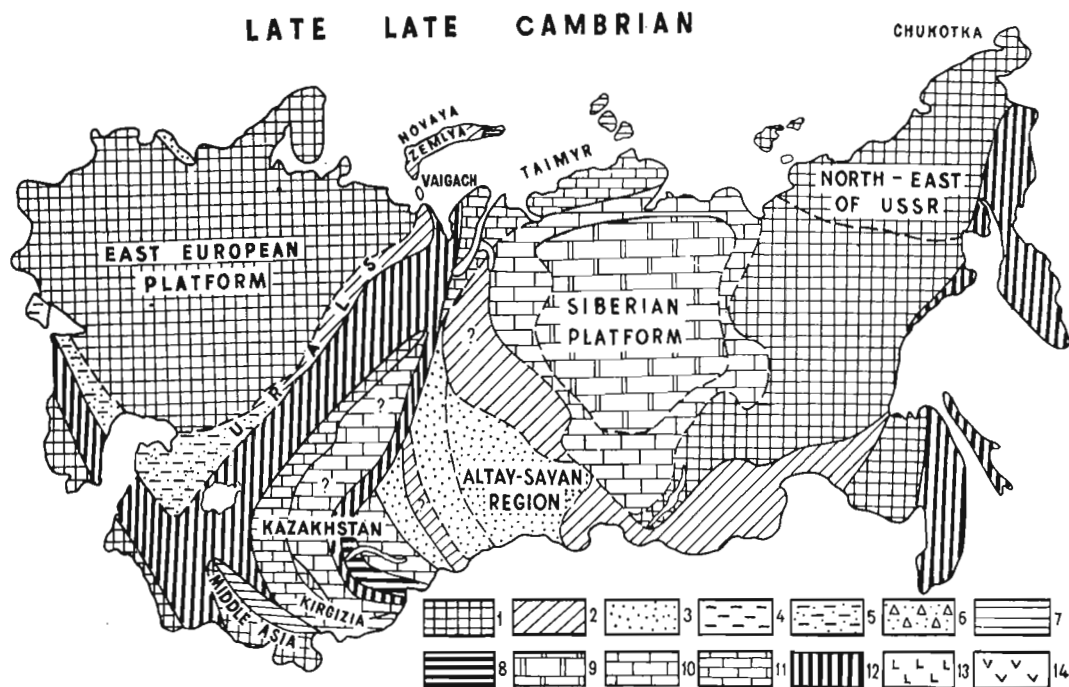 LATE LATE CAMBRIAN
CHUKOTKA
NOVAYA
ZEMLYA
VAIGACH
TAIMYR
NORTH - EAST
OF USSR
EAST EUROPEAN
PLATFORM
SIBERIAN
PLATFORM
URALS
?
?
?
ALTAY-SAYAN
REGION
KAZAKHSTAN
KIRGIZIA
MIDDLE ASIA
1 2 3 4 5 6 7
8 9 10 11 12 13 14